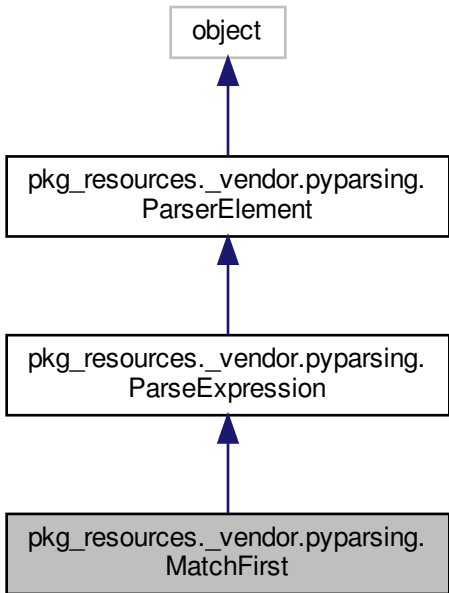 object
pkg_resources._vendor.pyparsing.
ParserElement
pkg_resources._vendor.pyparsing.
ParseExpression
pkg_resources._vendor.pyparsing.
MatchFirst